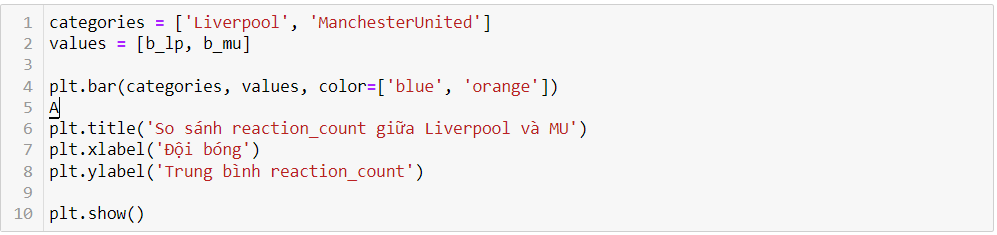 1 categories = ['Liverpool', 'ManchesterUnited']
2 values = [b_lp, b_mu]
3
4 plt.bar(categories, values, color=['blue', 'orange'])
5 A
6 plt.title('So sánh reaction_count giữa Liverpool và MU')
7 plt.xlabel('Đội bóng')
8 plt.ylabel('Trung bình reaction_count')
9
10 plt.show()